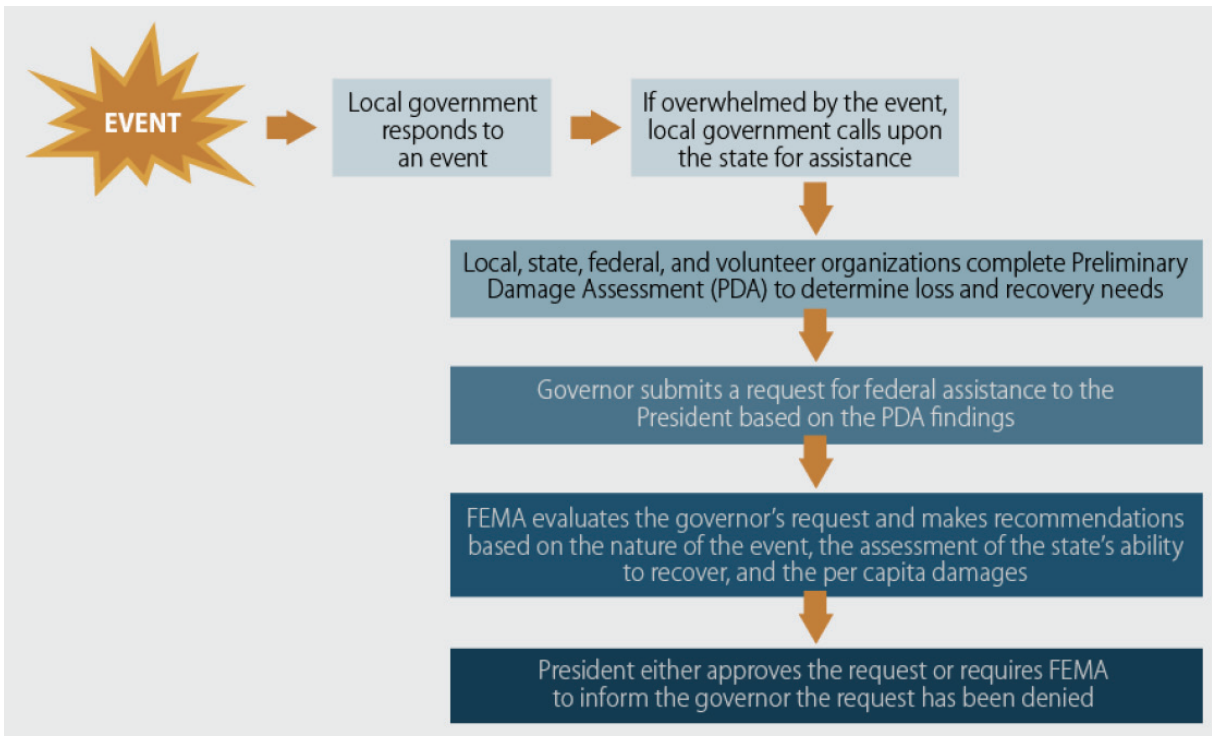 EVENT
Local government
responds to
an event
If overwhelmed by the event,
local government calls upon
the state for assistance
Local, state, federal, and volunteer organizations complete Preliminary
Damage Assessment (PDA) to determine loss and recovery needs
Governor submits a request for federal assistance to the
President based on the PDA findings
FEMA evaluates the governor’s request and makes recommendations
based on the nature of the event, the assessment of the state’s ability
to recover, and the per capita damages
President either approves the request or requires FEMA
to inform the governor the request has been denied